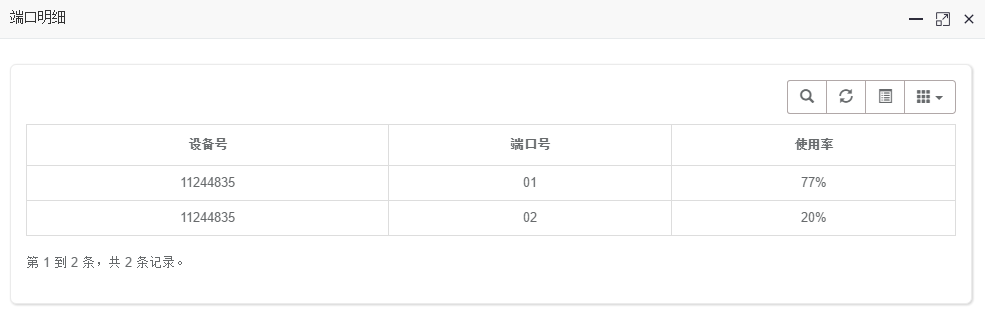 端口明细
设备号 端口号 使用率
11244835 01 77%
11244835 02 20%
第 1 到 2 条，共 2 条记录。